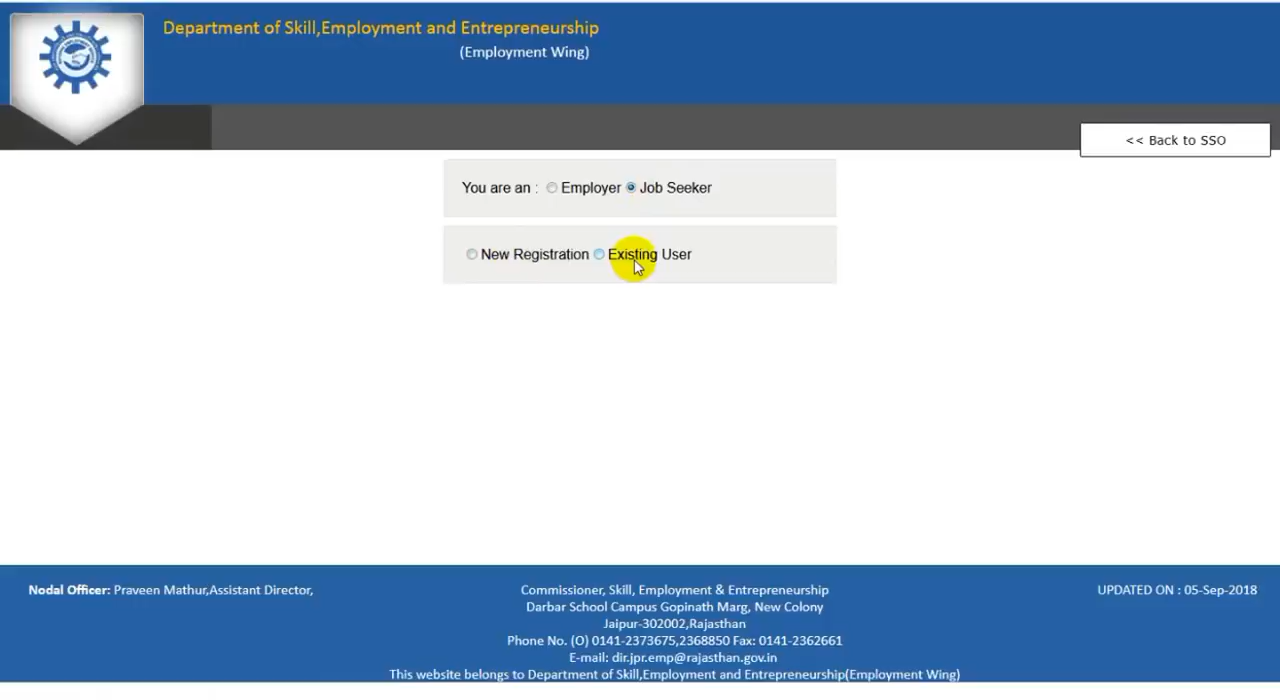 Department of Skill,Employment and Entrepreneurship
(Employment Wing)
<< Back to SSO
You are an : Employer Job Seeker
New Registration Existing User
Nodal Officer: Praveen Mathur,Assistant Director,
Commissioner, Skill, Employment & Entrepreneurship
Darbar School Campus Gopinath Marg, New Colony
Jaipur-302002,Rajasthan
Phone No. (O) 0141-2373675,2368850 Fax: 0141-2362661
E-mail: dir.jpr.emp@rajasthan.gov.in
This website belongs to Department of Skill,Employment and Entrepreneurship(Employment Wing)
UPDATED ON : 05-Sep-2018